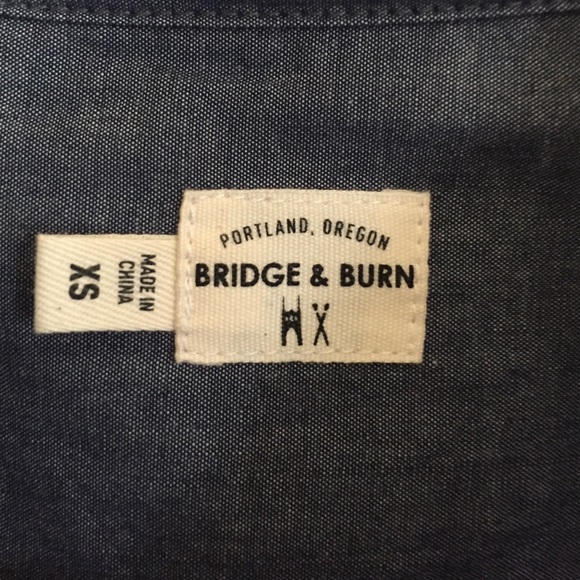 PORTLAND, OREGON
BRIDGE & BURN
MADE IN
CHINA
XS